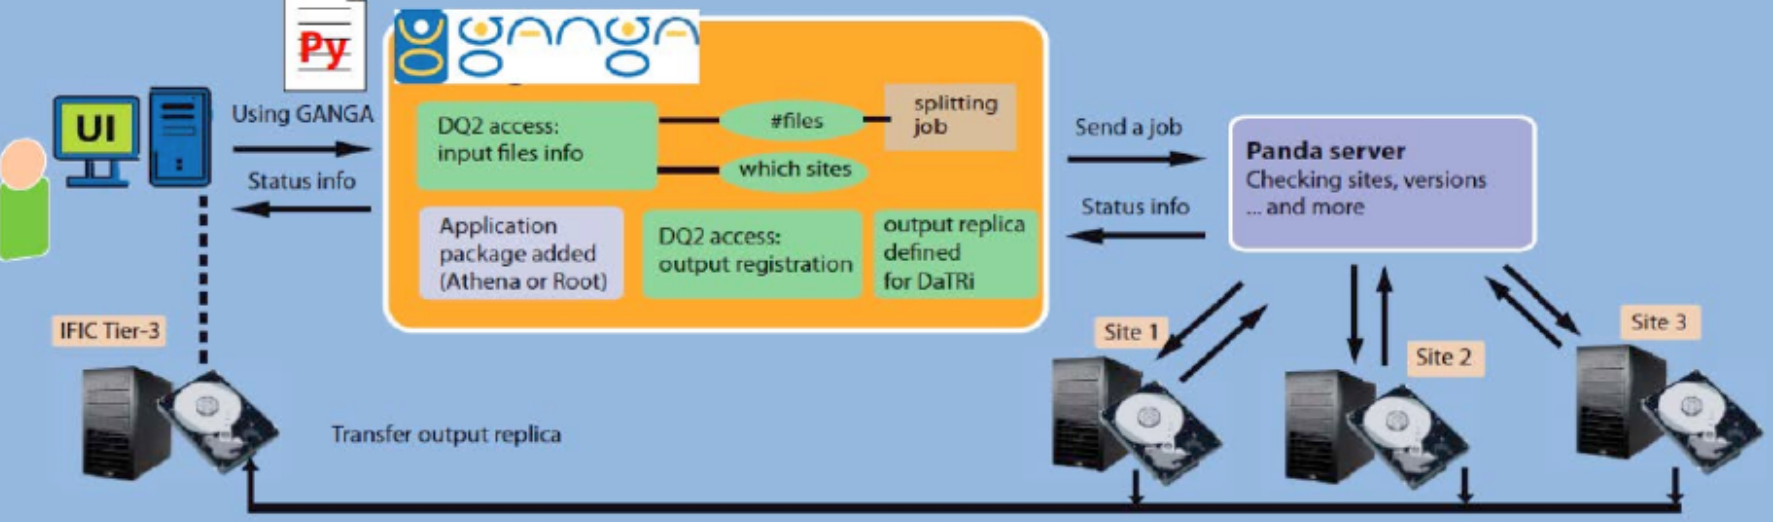 Py
ganga
UI
Using GANGA
Status info
DQ2 access:
input files info
#files
which sites
splitting
job
Application
package added
(Athena or Root)
DQ2 access:
output registration
output replica
defined
for DaTRi
Send a job
Status info
Panda server
Checking sites, versions
... and more
IFIC Tier-3
Site 1
Site 2
Site 3
Transfer output replica